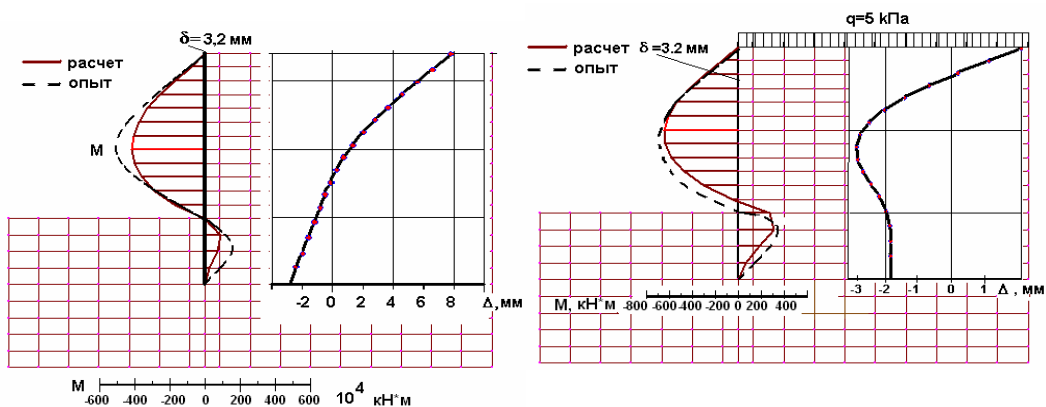 δ= 3,2 мм
расчет
опыт
М
-2 0 2 4 6 8 Δ, мм
М
-600 -400 -200 0 200 400 600 10⁴ кН*м
q=5 кПа
δ =3.2 мм
расчет
опыт
-3 -2 -1 0 1 Δ , мм
М, кН*м -800 -600 -400 -200 0 200 400